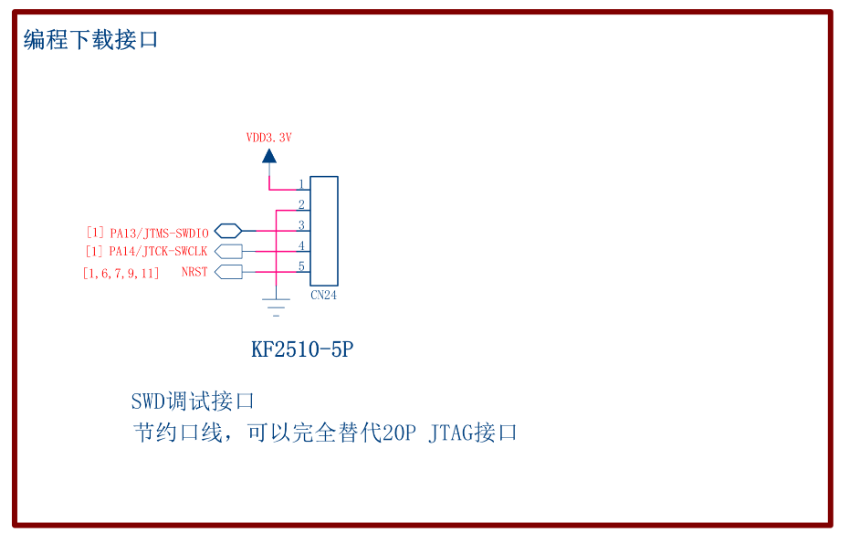 编程下载接口
VDD3.3V
1
2
[1] PA13/JTMS-SWDIO 3
[1] PA14/JTCK-SWCLK 4
[1,6,7,9,11] NRST 5
CN24
KF2510-5P
SWD调试接口
节约口线，可以完全替代20P JTAG接口